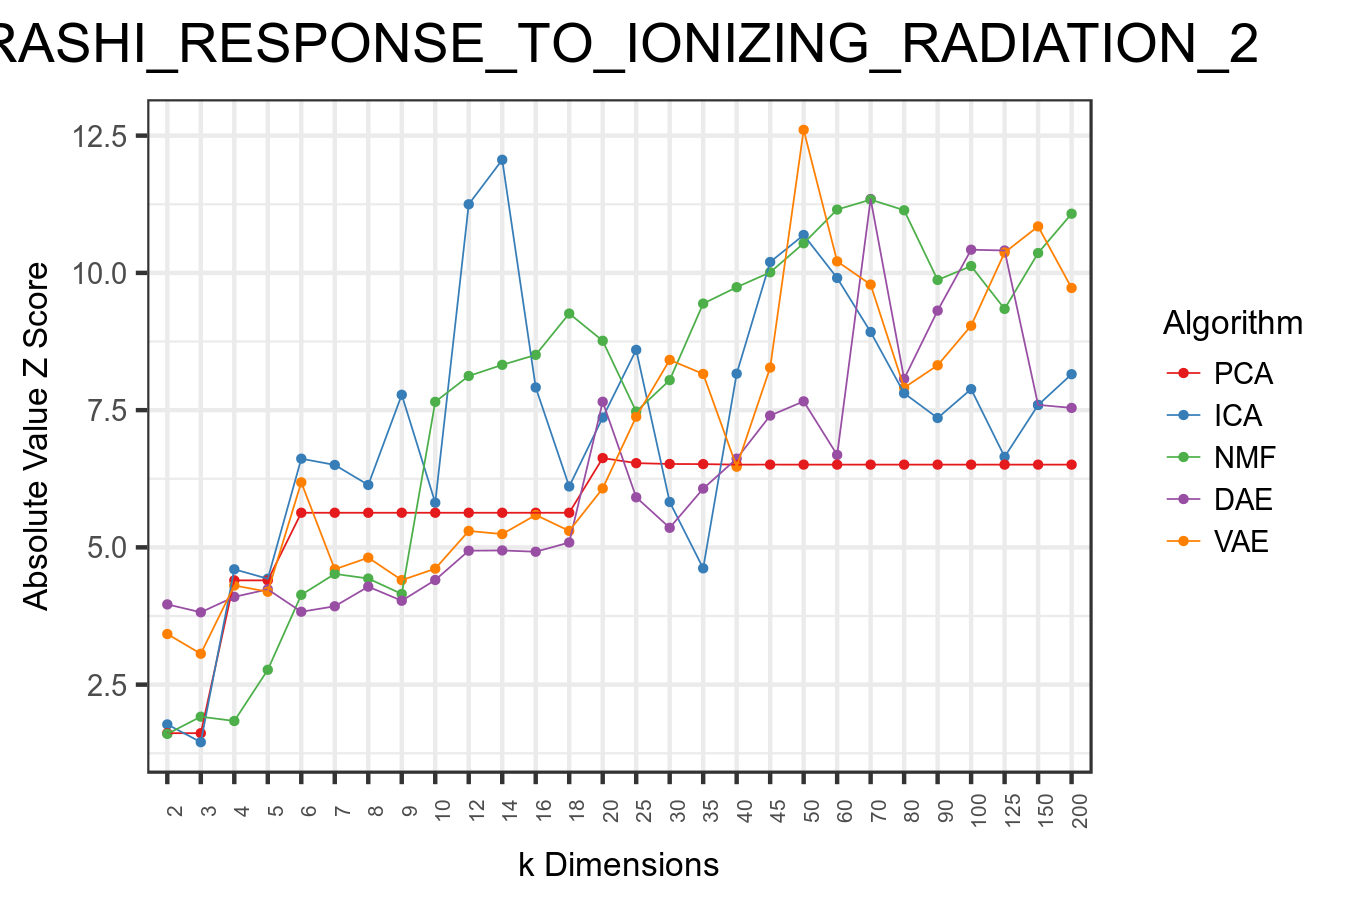 RASHI_RESPONSE_TO_IONIZING_RADIATION_2
12.5
10.0
7.5
5.0
2.5
Absolute Value Z Score
2 3 4 5 6 7 8 9 10 12 14 16 18 20 25 30 35 40 45 50 60 70 80 90 100 125 150 200
k Dimensions
Algorithm
PCA
ICA
NMF
DAE
VAE